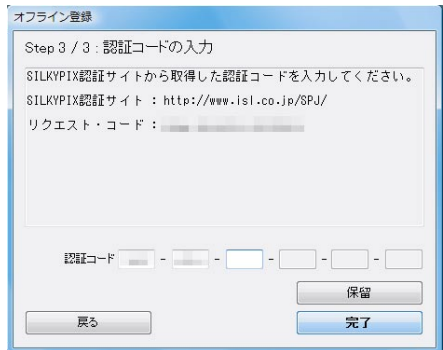 オフライン登録
Step 3 / 3 : 認証コードの入力
SILKYPIX認証サイトから取得した認証コードを入力してください。
SILKYPIX認証サイト : http://www.isl.co.jp/SPJ/
リクエスト・コード :
認証コード - - - - -
保留
戻る 完了